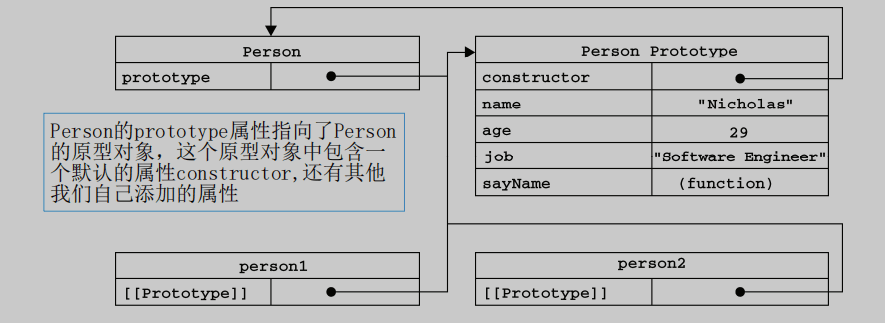 Person
prototype
Person Prototype
constructor
name "Nicholas"
age 29
job "Software Engineer"
sayName (function)
Person的prototype属性指向了Person
的原型对象，这个原型对象中包含一
个默认的属性constructor,还有其他
我们自己添加的属性
person1
[[Prototype]]
person2
[[Prototype]]